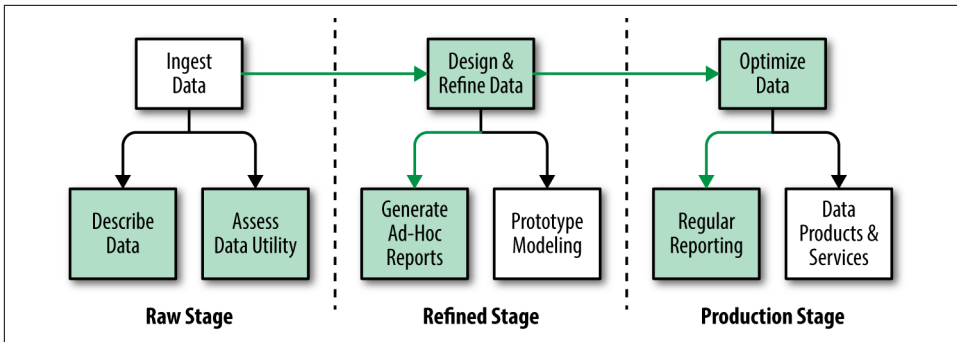 Ingest
Data
Design &
Refine Data
Optimize
Data
Describe
Data
Assess
Data Utility
Generate
Ad-Hoc
Reports
Prototype
Modeling
Regular
Reporting
Data
Products &
Services
Raw Stage
Refined Stage
Production Stage